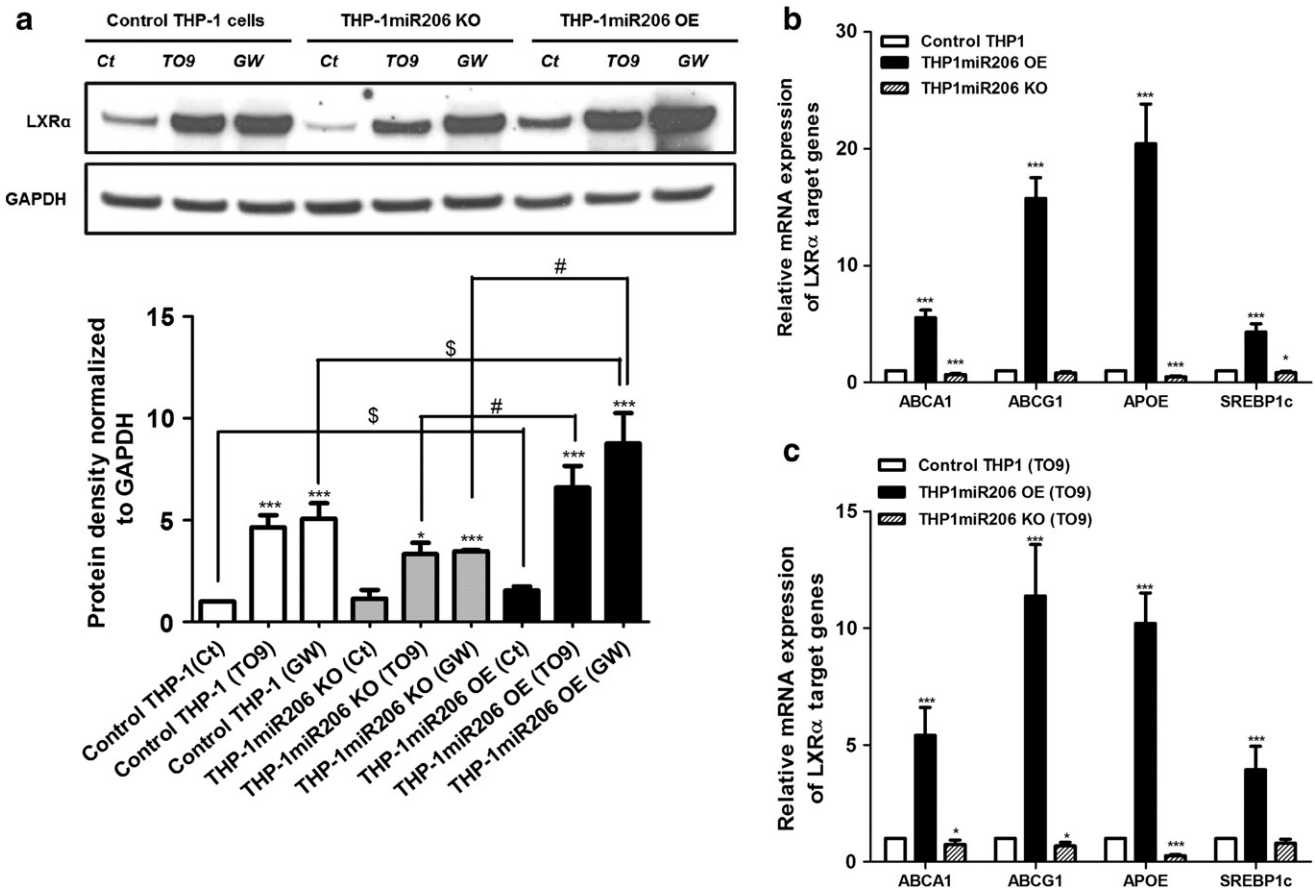 a
Control THP-1 cells THP-1miR206 KO THP-1miR206 OE
Ct TO9 GW Ct TO9 GW Ct TO9 GW
LXRα
GAPDH
Protein density normalized
to GAPDH
15
10
5
0
#
$
$
#
*** *** * *** *** ***
Control THP-1(Ct)
Control THP-1 (TO9)
Control THP-1 (GW)
THP-1miR206 KO (Ct)
THP-1miR206 KO (TO9)
THP-1miR206 KO (GW)
THP-1miR206 OE (Ct)
THP-1miR206 OE (TO9)
THP-1miR206 OE (GW)
b
Control THP1
THP1miR206 OE
THP1miR206 KO
Relative mRNA expression
of LXRα target genes
30
20
10
0
*** *** *** *** *** *** *
ABCA1 ABCG1 APOE SREBP1c
c
Control THP1 (TO9)
THP1miR206 OE (TO9)
THP1miR206 KO (TO9)
Relative mRNA expression
of LXRα target genes
15
10
5
0
*** * *** * *** *** ***
ABCA1 ABCG1 APOE SREBP1c